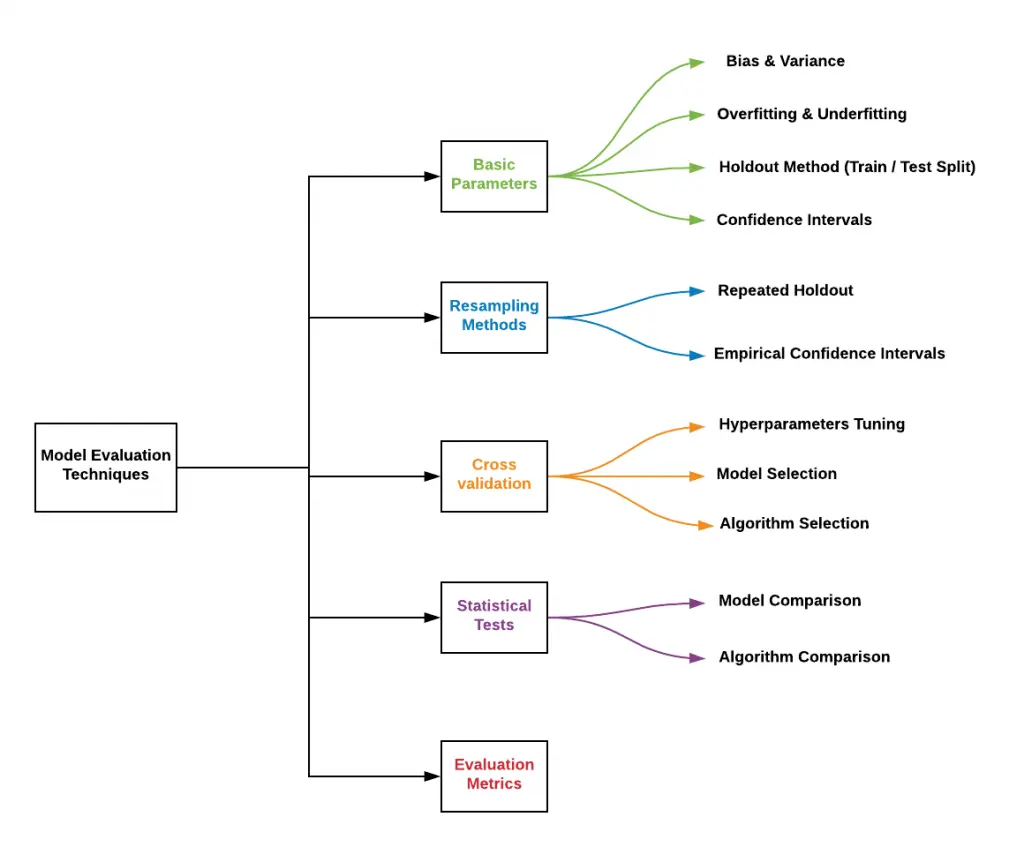 Model Evaluation
Techniques
Basic
Parameters
Bias & Variance
Overfitting & Underfitting
Holdout Method (Train / Test Split)
Confidence Intervals
Resampling
Methods
Repeated Holdout
Empirical Confidence Intervals
Cross
validation
Hyperparameters Tuning
Model Selection
Algorithm Selection
Statistical
Tests
Model Comparison
Algorithm Comparison
Evaluation
Metrics